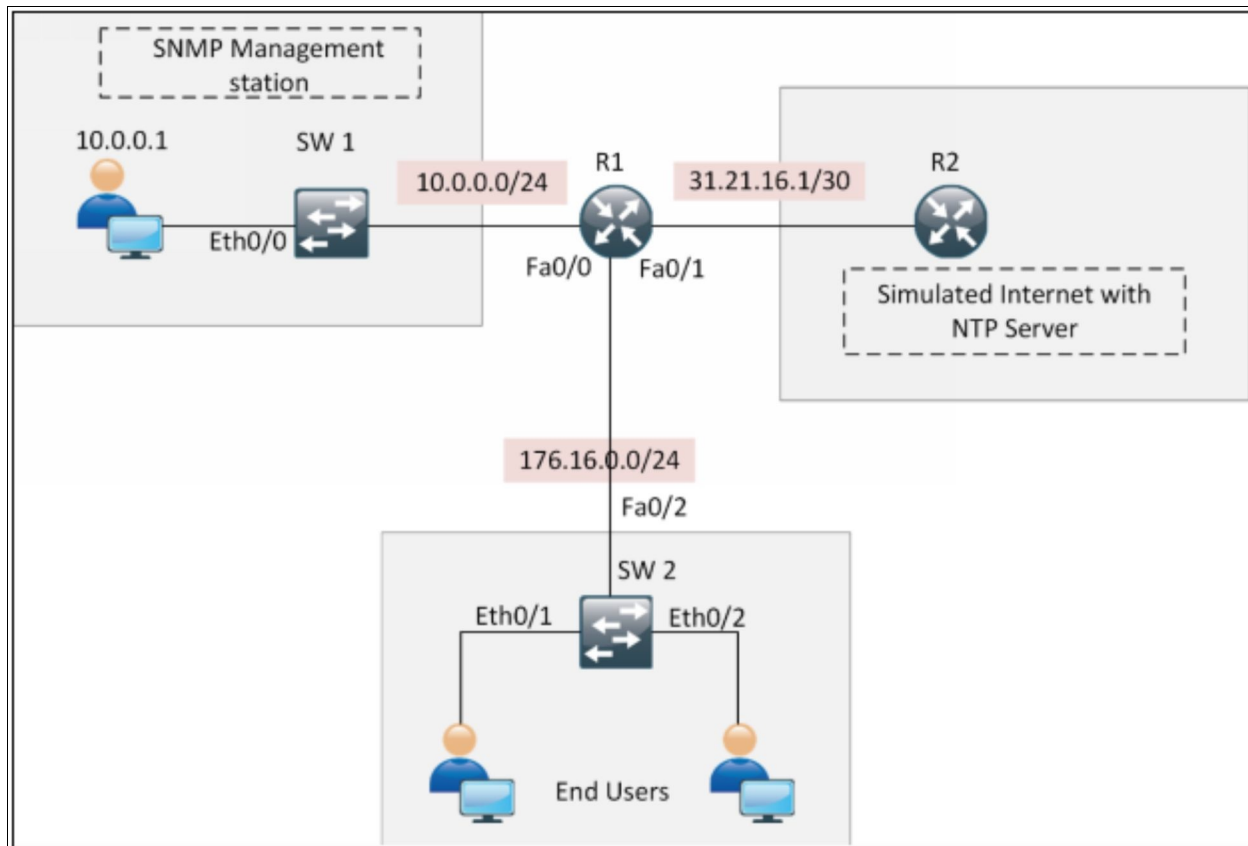 SNMP Management
station
10.0.0.1
SW 1
Eth0/0
10.0.0.0/24
R1
Fa0/0
Fa0/1
31.21.16.1/30
R2
Simulated Internet with
NTP Server
176.16.0.0/24
Fa0/2
SW 2
Eth0/1
Eth0/2
End Users